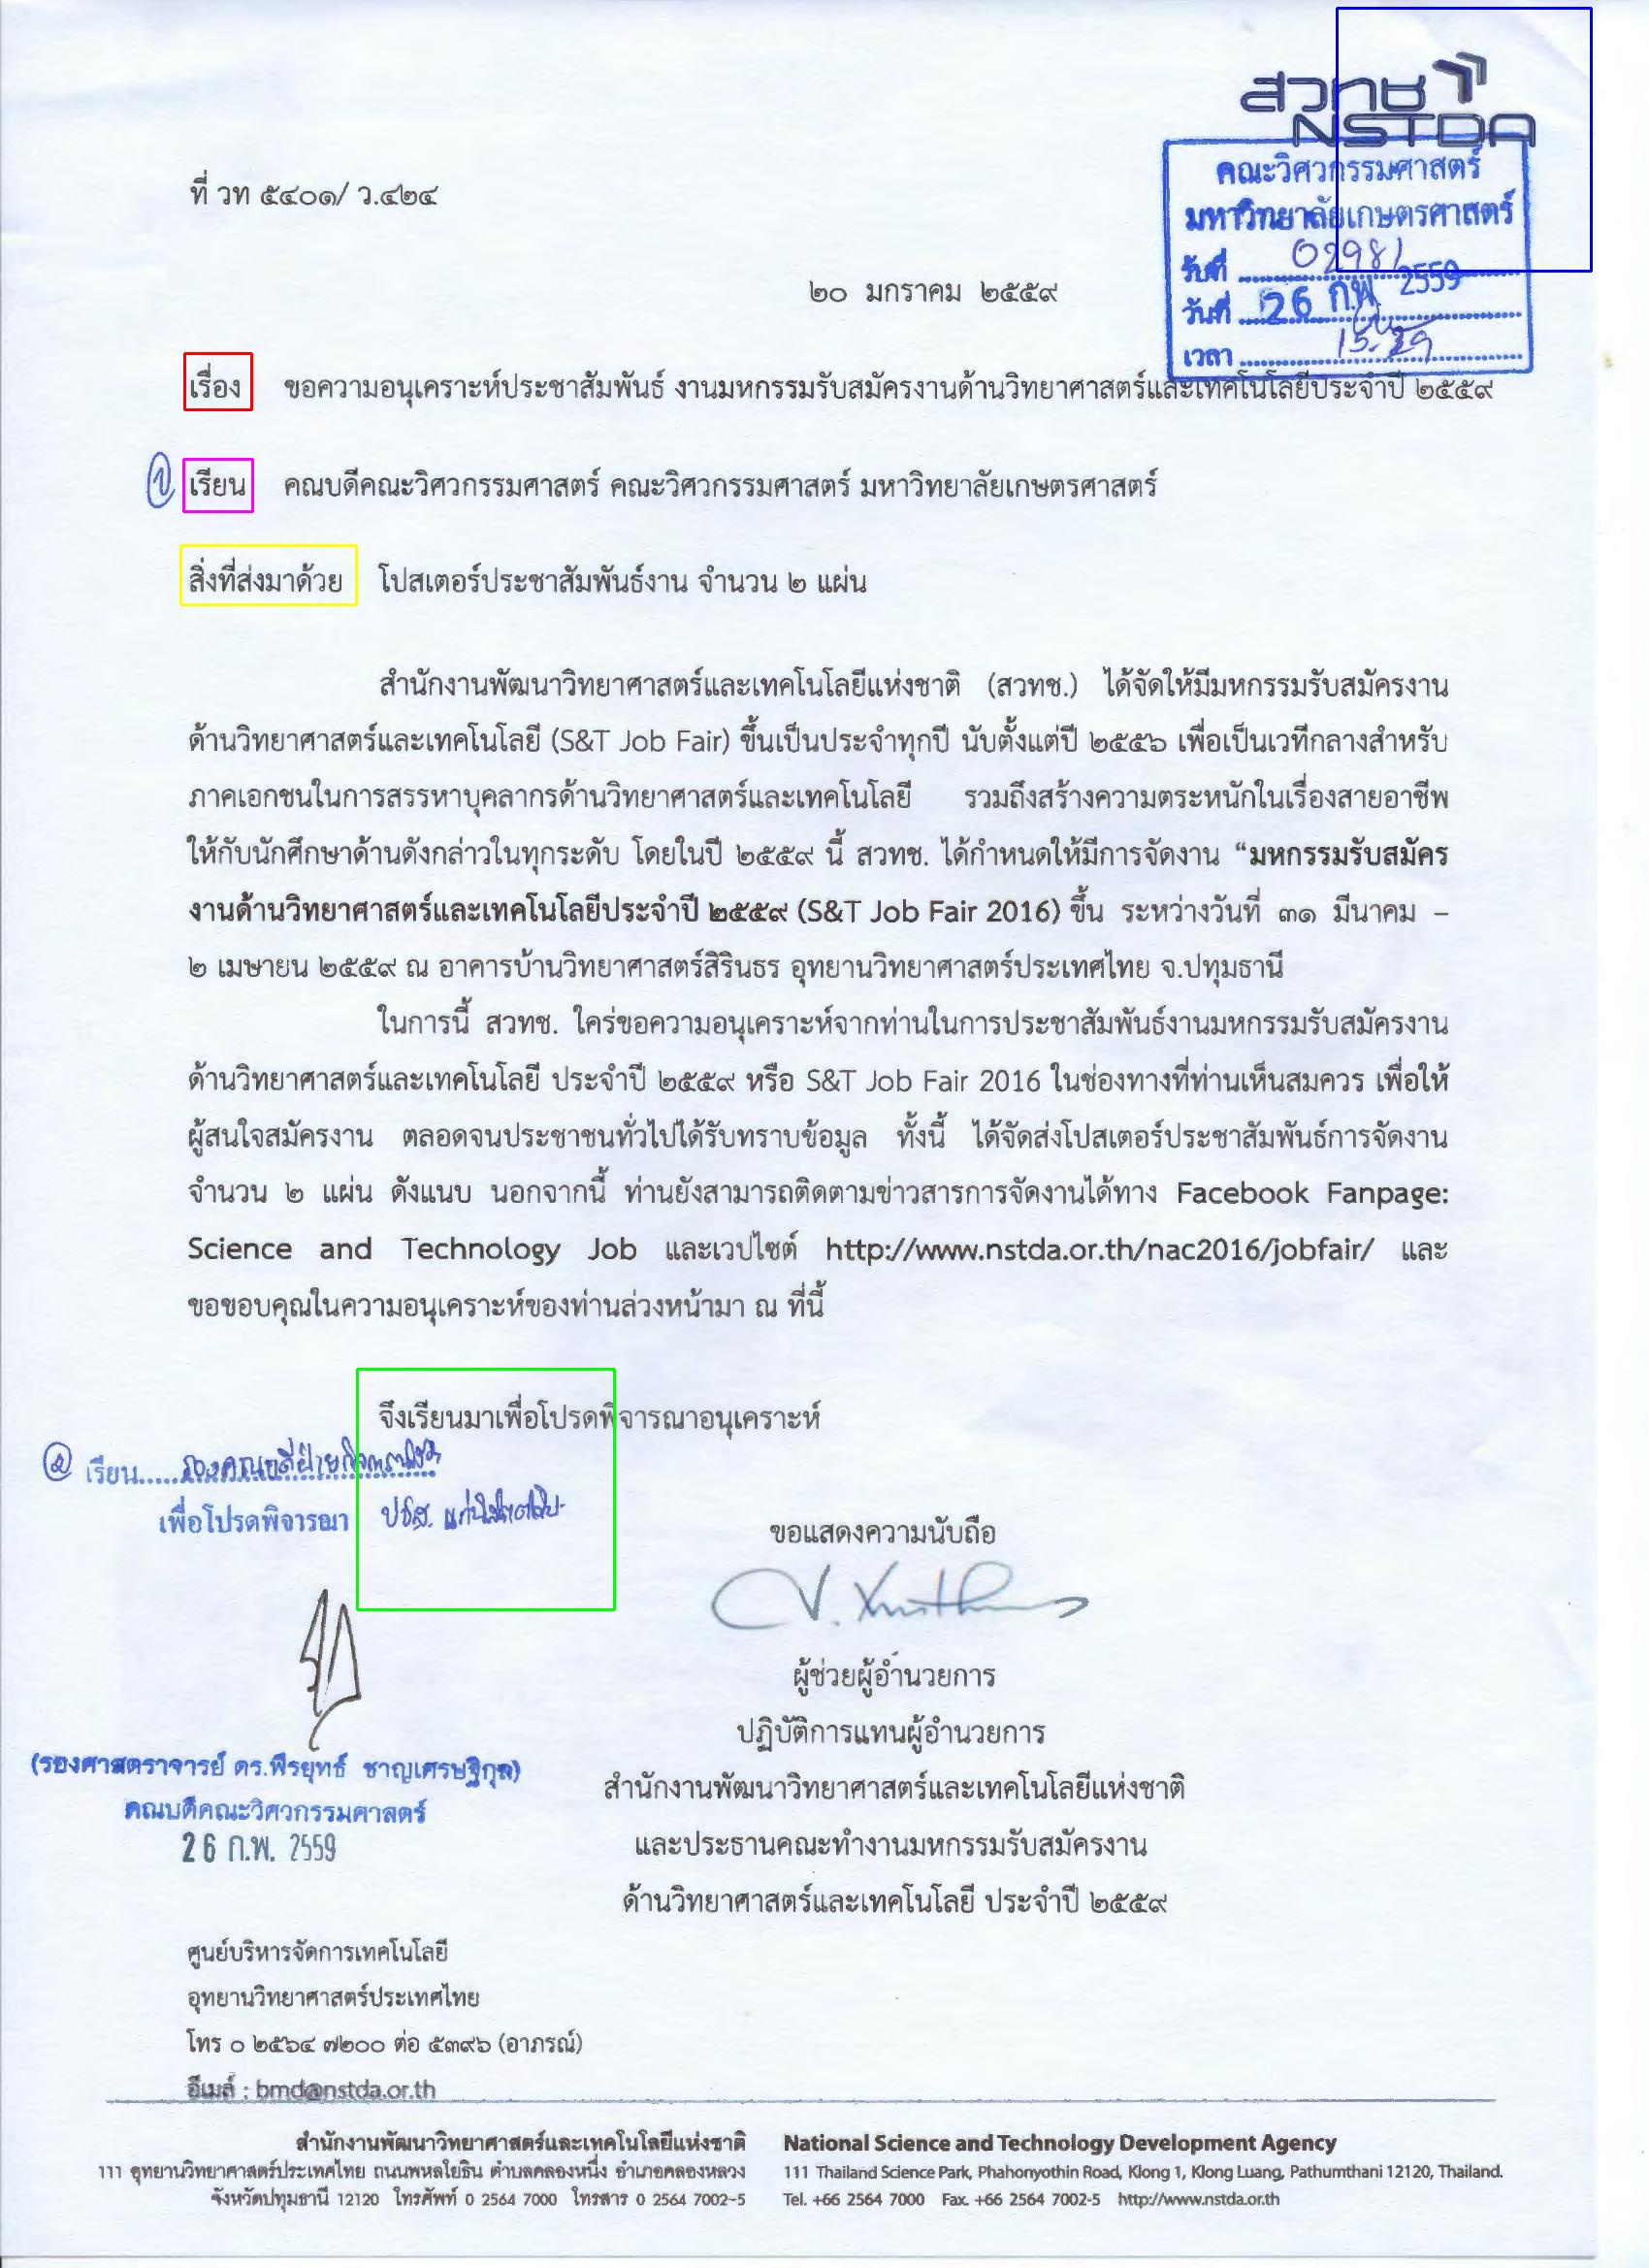 สวทช
NSTDA
คณะวิศวกรรมศาสตร์
มหาวิทยาลัยเกษตรศาสตร์
รับที่ 02981
วันที่ 26 ก.พ. 2559
เวลา 15.29
ที่ วท ๕๔๐๑/ ว.๔๒๔
๒๐ มกราคม ๒๕๕๙
เรื่อง ขอความอนุเคราะห์ประชาสัมพันธ์ งานมหกรรมรับสมัครงานด้านวิทยาศาสตร์และเทคโนโลยีประจำปี ๒๕๕๙
๑ เรียน คณบดีคณะวิศวกรรมศาสตร์ คณะวิศวกรรมศาสตร์ มหาวิทยาลัยเกษตรศาสตร์
สิ่งที่ส่งมาด้วย โปสเตอร์ประชาสัมพันธ์งาน จำนวน ๒ แผ่น
สำนักงานพัฒนาวิทยาศาสตร์และเทคโนโลยีแห่งชาติ (สวทช.) ได้จัดให้มีมหกรรมรับสมัครงาน
ด้านวิทยาศาสตร์และเทคโนโลยี (S&T Job Fair) ขึ้นเป็นประจำทุกปี นับตั้งแต่ปี ๒๕๕๖ เพื่อเป็นเวทีกลางสำหรับ
ภาคเอกชนในการสรรหาบุคลากรด้านวิทยาศาสตร์และเทคโนโลยี รวมถึงสร้างความตระหนักในเรื่องสายอาชีพ
ให้กับนักศึกษาด้านดังกล่าวในทุกระดับ โดยในปี ๒๕๕๙ นี้ สวทช. ได้กำหนดให้มีการจัดงาน “มหกรรมรับสมัคร
งานด้านวิทยาศาสตร์และเทคโนโลยีประจำปี ๒๕๕๙ (S&T Job Fair 2016) ขึ้น ระหว่างวันที่ ๓๑ มีนาคม –
๒ เมษายน ๒๕๕๙ ณ อาคารบ้านวิทยาศาสตร์สิรินธร อุทยานวิทยาศาสตร์ประเทศไทย จ.ปทุมธานี
ในการนี้ สวทช. ใคร่ขอความอนุเคราะห์จากท่านในการประชาสัมพันธ์งานมหกรรมรับสมัครงาน
ด้านวิทยาศาสตร์และเทคโนโลยี ประจำปี ๒๕๕๙ หรือ S&T Job Fair 2016 ในช่องทางที่ท่านเห็นสมควร เพื่อให้
ผู้สนใจสมัครงาน ตลอดจนประชาชนทั่วไปได้รับทราบข้อมูล ทั้งนี้ ได้จัดส่งโปสเตอร์ประชาสัมพันธ์การจัดงาน
จำนวน ๒ แผ่น ดังแนบ นอกจากนี้ ท่านยังสามารถติดตามข่าวสารการจัดงานได้ทาง Facebook Fanpage:
Science and Technology Job และเวปไซต์ http://www.nstda.or.th/nac2016/jobfair/ และ
ขอขอบคุณในความอนุเคราะห์ของท่านล่วงหน้ามา ณ ที่นี้
จึงเรียนมาเพื่อโปรดพิจารณาอนุเคราะห์
๒ เรียน..... รองคณบดีฝ่าย
เพื่อโปรดพิจารณา ปชส.
ขอแสดงความนับถือ
ผู้ช่วยผู้อำนวยการ
ปฏิบัติการแทนผู้อำนวยการ
สำนักงานพัฒนาวิทยาศาสตร์และเทคโนโลยีแห่งชาติ
และประธานคณะทำงานมหกรรมรับสมัครงาน
ด้านวิทยาศาสตร์และเทคโนโลยี ประจำปี ๒๕๕๙
(รองศาสตราจารย์ ดร.พีรยุทธ์ ชาญเศรษฐิกุล)
คณบดีคณะวิศวกรรมศาสตร์
26 ก.พ. 2559
ศูนย์บริหารจัดการเทคโนโลยี
อุทยานวิทยาศาสตร์ประเทศไทย
โทร ๐ ๒๕๖๔ ๗๒๐๐ ต่อ ๕๓๙๖ (อาภรณ์)
อีเมล์ : bmd@nstda.or.th
สำนักงานพัฒนาวิทยาศาสตร์และเทคโนโลยีแห่งชาติ
111 อุทยานวิทยาศาสตร์ประเทศไทย ถนนพหลโยธิน ตำบลคลองหนึ่ง อำเภอคลองหลวง
จังหวัดปทุมธานี 12120 โทรศัพท์ 0 2564 7000 โทรสาร 0 2564 7002-5
National Science and Technology Development Agency
111 Thailand Science Park, Phahonyothin Road, Klong 1, Klong Luang, Pathumthani 12120, Thailand.
Tel. +66 2564 7000 Fax. +66 2564 7002-5 http://www.nstda.or.th